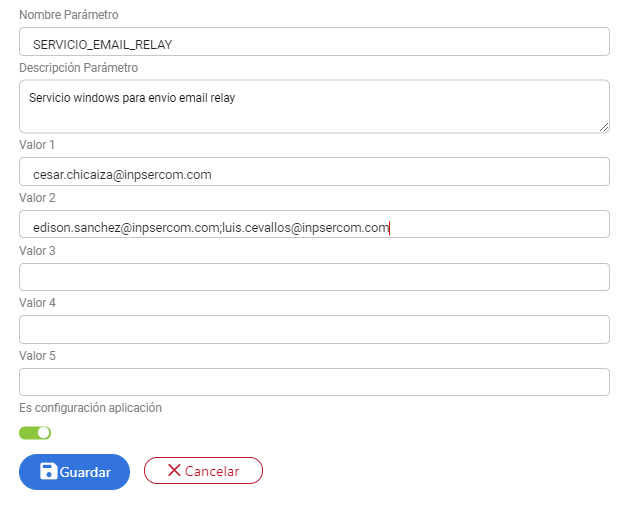 Nombre Parámetro
SERVICIO_EMAIL_RELAY
Descripción Parámetro
Servicio windows para envio email relay
Valor 1
cesar.chicaiza@inpsercom.com
Valor 2
edison.sanchez@inpsercom.com;luis.cevallos@inpsercom.com
Valor 3
Valor 4
Valor 5
Es configuración aplicación
Guardar
Cancelar